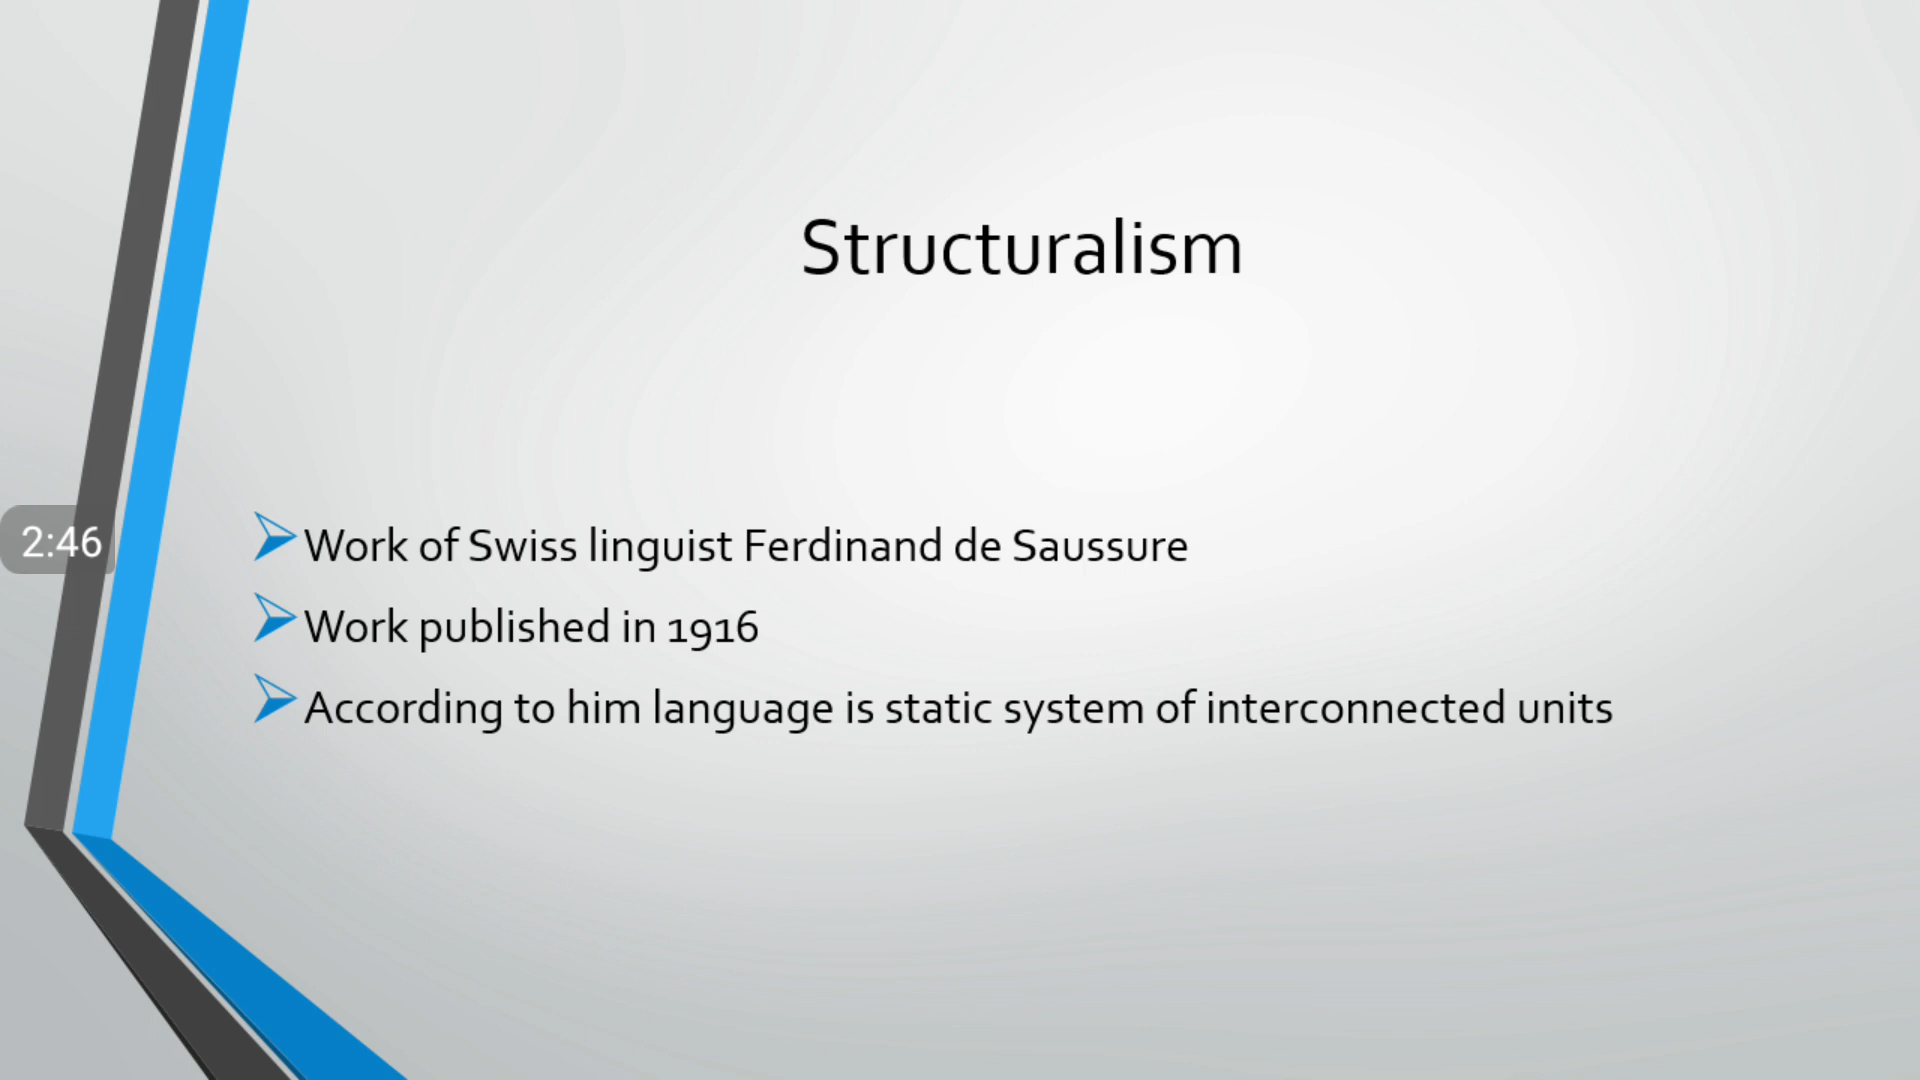 Structuralism
2:46
Work of Swiss linguist Ferdinand de Saussure
Work published in 1916
According to him language is static system of interconnected units